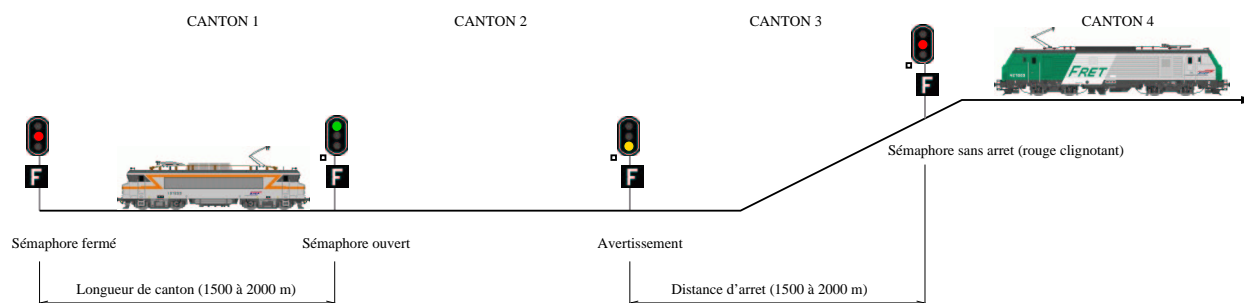 CANTON 1
CANTON 2
CANTON 3
CANTON 4
F
F
F
F
FRET
Sémaphore sans arret (rouge clignotant)
Sémaphore fermé
Sémaphore ouvert
Avertissement
Longueur de canton (1500 à 2000 m)
Distance d'arret (1500 à 2000 m)